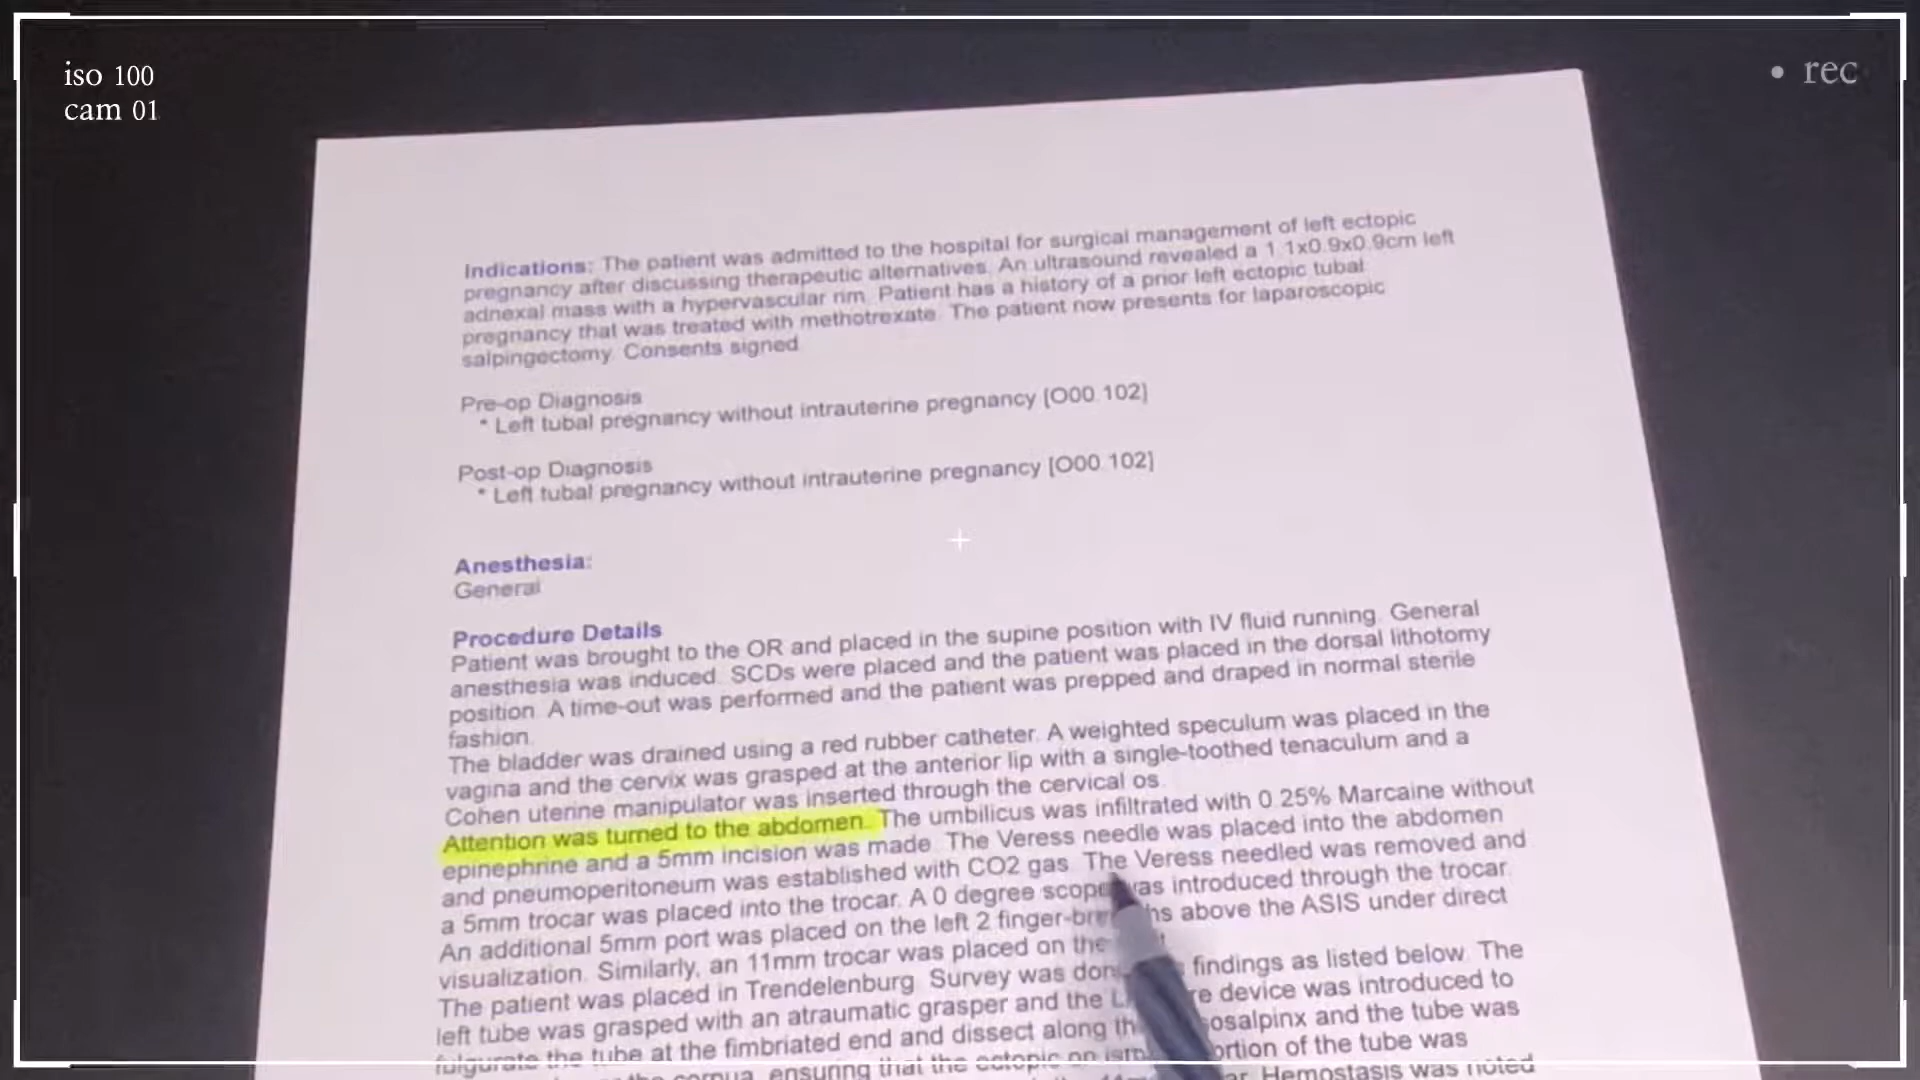 iso 100
cam 01
• rec
Indications: The patient was admitted to the hospital for surgical management of left ectopic
pregnancy after discussing therapeutic alternatives. An ultrasound revealed a 1.1x0.9x0.9cm left
adnexal mass with a hypervascular rim. Patient has a history of a prior left ectopic tubal
pregnancy that was treated with methotrexate. The patient now presents for laparoscopic
salpingectomy. Consents signed.
Pre-op Diagnosis
* Left tubal pregnancy without intrauterine pregnancy [O00.102]
Post-op Diagnosis
* Left tubal pregnancy without intrauterine pregnancy [O00.102]
Anesthesia:
General
Procedure Details
Patient was brought to the OR and placed in the supine position with IV fluid running. General
anesthesia was induced. SCDs were placed and the patient was placed in the dorsal lithotomy
position. A time-out was performed and the patient was prepped and draped in normal sterile
fashion.
The bladder was drained using a red rubber catheter. A weighted speculum was placed in the
vagina and the cervix was grasped at the anterior lip with a single-toothed tenaculum and a
Cohen uterine manipulator was inserted through the cervical os.
Attention was turned to the abdomen. The umbilicus was infiltrated with 0.25% Marcaine without
epinephrine and a 5mm incision was made. The Veress needle was placed into the abdomen
and pneumoperitoneum was established with CO2 gas. The Veress needled was removed and
a 5mm trocar was placed into the trocar. A 0 degree scope was introduced through the trocar.
An additional 5mm port was placed on the left 2 finger- above the ASIS under direct
visualization. Similarly, an 11mm trocar was placed on the
The patient was placed in Trendelenburg. Survey was findings as listed below. The
left tube was grasped with an atraumatic grasper and the device was introduced to
fulgurate the tube at the fimbriated end and dissect along and the tube was
the cornua, ensuring that the ectopic of the tube was
Hemostasis was noted